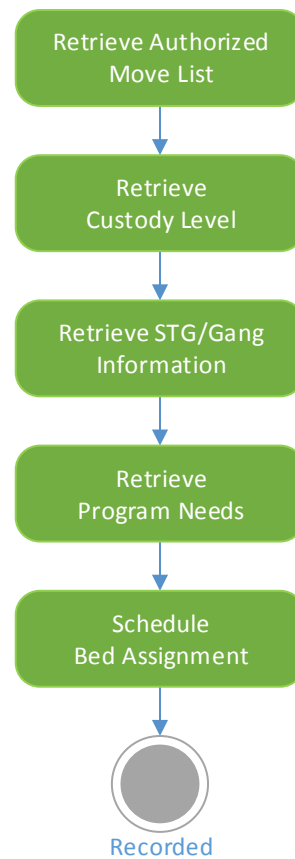 Retrieve Authorized
Move List
Retrieve
Custody Level
Retrieve STG/Gang
Information
Retrieve
Program Needs
Schedule
Bed Assignment
Recorded